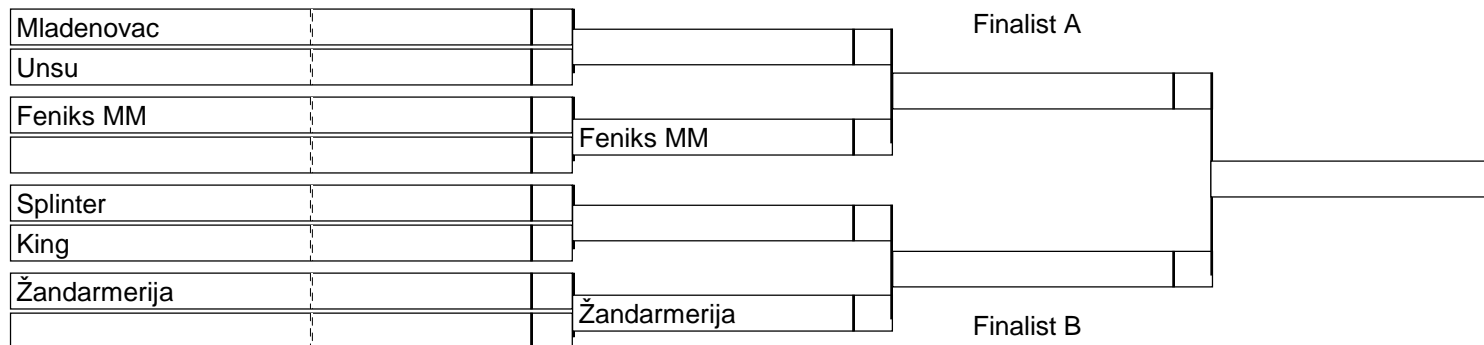 Mladenovac
Unsu
Feniks MM
Splinter
King
Žandarmerija
Feniks MM
Žandarmerija
Finalist A
Finalist B